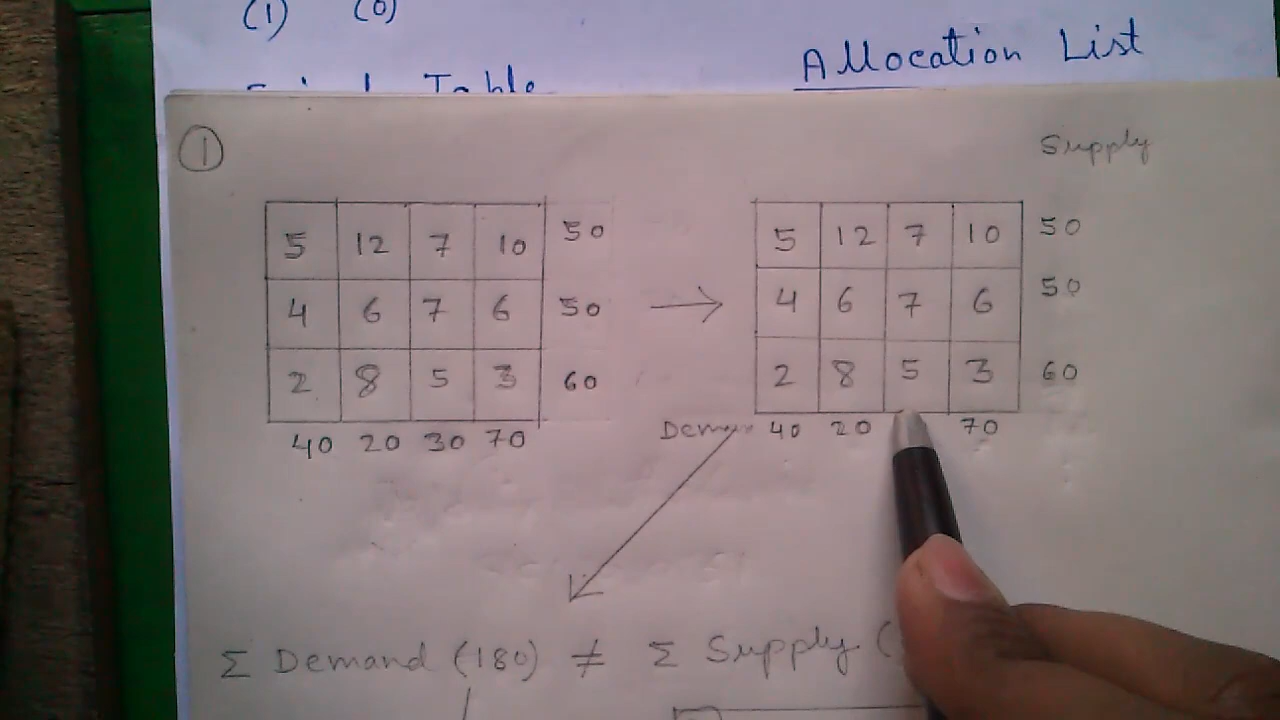 (1) (0)
Allocation List
Table
1
Supply
5 12 7 10 50
4 6 7 6 50
2 8 5 3 60
40 20 30 70
→
5 12 7 10 50
4 6 7 6 50
2 8 5 3 60
40 20 70
Σ Demand (180) ≠ Σ Supply (